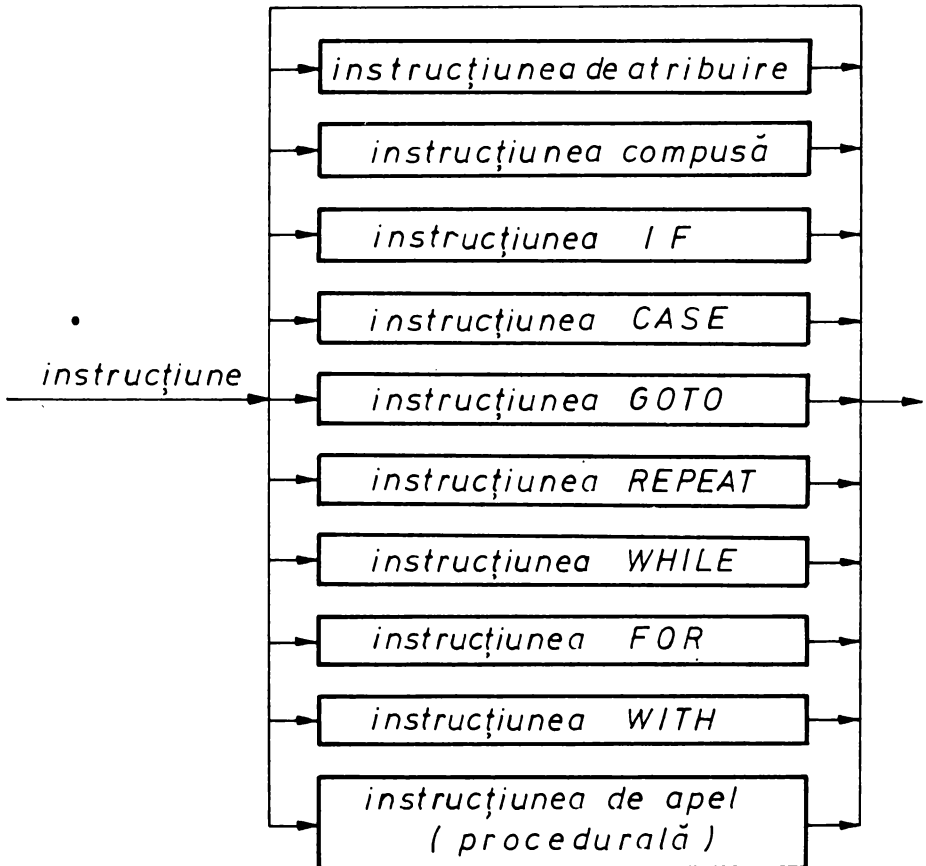 instrucțiunea de atribuire
instrucțiunea compusă
instrucțiunea IF
instrucțiunea CASE
instrucțiune
instrucțiunea GOTO
instrucțiunea REPEAT
instrucțiunea WHILE
instrucțiunea FOR
instrucțiunea WITH
instrucțiunea de apel
(procedurală)